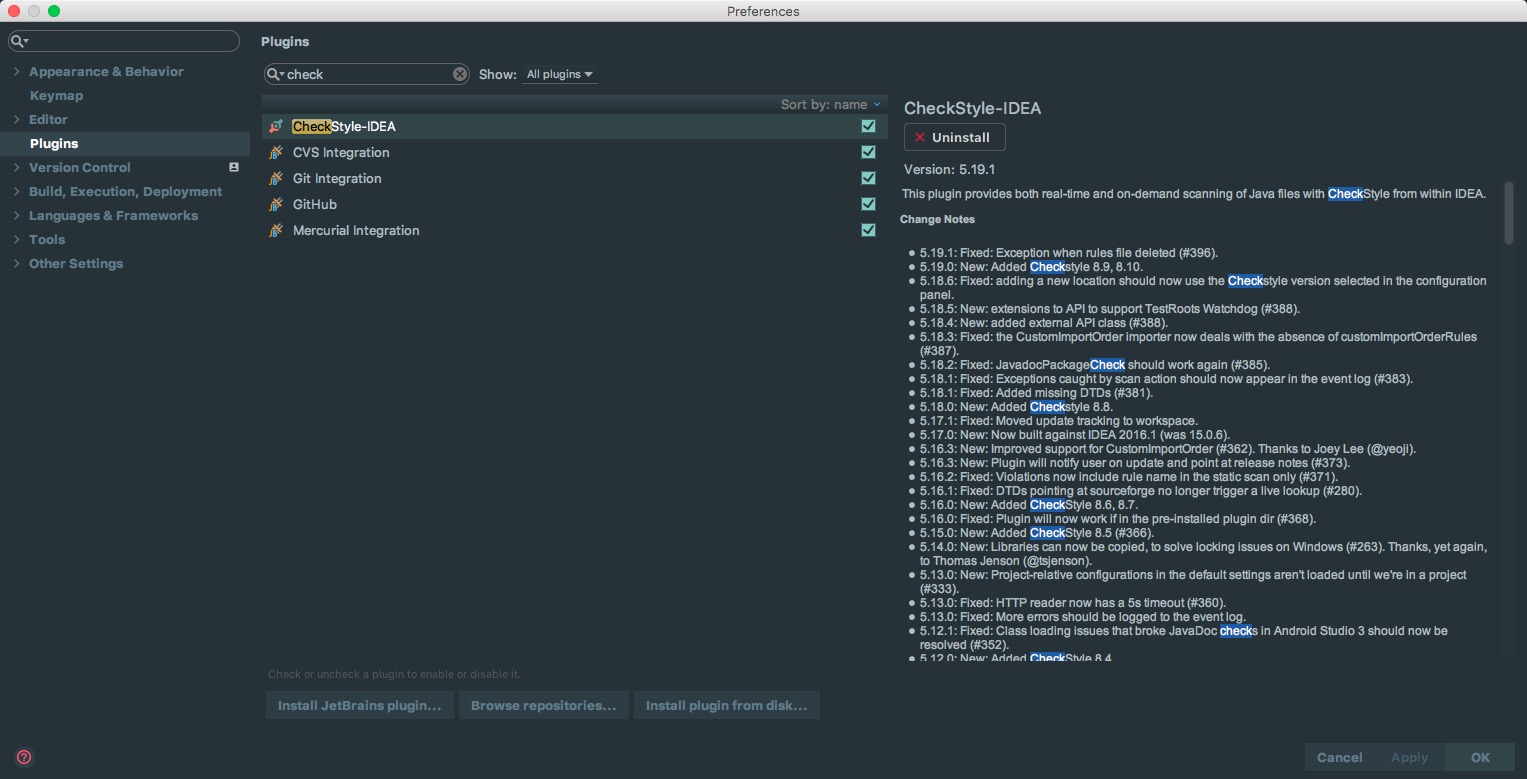 Preferences
Plugins
Appearance & Behavior
Keymap
Editor
Plugins
Version Control
Build, Execution, Deployment
Languages & Frameworks
Tools
Other Settings
check
Show: All plugins
Sort by: name
CheckStyle-IDEA
CVS Integration
Git Integration
GitHub
Mercurial Integration
Check or uncheck a plugin to enable or disable it.
Install JetBrains plugin...
Browse repositories...
Install plugin from disk...
CheckStyle-IDEA
Uninstall
Version: 5.19.1
This plugin provides both real-time and on-demand scanning of Java files with CheckStyle from within IDEA.
Change Notes
● 5.19.1: Fixed: Exception when rules file deleted (#396).
● 5.19.0: New: Added Checkstyle 8.9, 8.10.
● 5.18.6: Fixed: adding a new location should now use the Checkstyle version selected in the configuration
panel.
● 5.18.5: New: extensions to API to support TestRoots Watchdog (#388).
● 5.18.4: New: added external API class (#388).
● 5.18.3: Fixed: the CustomImportOrder importer now deals with the absence of customImportOrderRules
(#387).
● 5.18.2: Fixed: JavadocPackageCheck should work again (#385).
● 5.18.1: Fixed: Exceptions caught by scan action should now appear in the event log (#383).
● 5.18.1: Fixed: Added missing DTDs (#381).
● 5.18.0: New: Added Checkstyle 8.8.
● 5.17.1: Fixed: Moved update tracking to workspace.
● 5.17.0: New: Now built against IDEA 2016.1 (was 15.0.6).
● 5.16.3: New: Improved support for CustomImportOrder (#362). Thanks to Joey Lee (@yeoji).
● 5.16.3: New: Plugin will notify user on update and point at release notes (#373).
● 5.16.2: Fixed: Violations now include rule name in the static scan only (#371).
● 5.16.1: Fixed: DTDs pointing at sourceforge no longer trigger a live lookup (#280).
● 5.16.0: New: Added CheckStyle 8.6, 8.7.
● 5.16.0: Fixed: Plugin will now work if in the pre-installed plugin dir (#368).
● 5.15.0: New: Added CheckStyle 8.5 (#366).
● 5.14.0: New: Libraries can now be copied, to solve locking issues on Windows (#263). Thanks, yet again,
to Thomas Jenson (@tsjenson).
● 5.13.0: New: Project-relative configurations in the default settings aren't loaded until we're in a project
(#333).
● 5.13.0: Fixed: HTTP reader now has a 5s timeout (#360).
● 5.13.0: Fixed: More errors should be logged to the event log.
● 5.12.1: Fixed: Class loading issues that broke JavaDoc checks in Android Studio 3 should now be
resolved (#352).
● 5.12.0: New: Added CheckStyle 8.4.
Cancel
Apply
OK